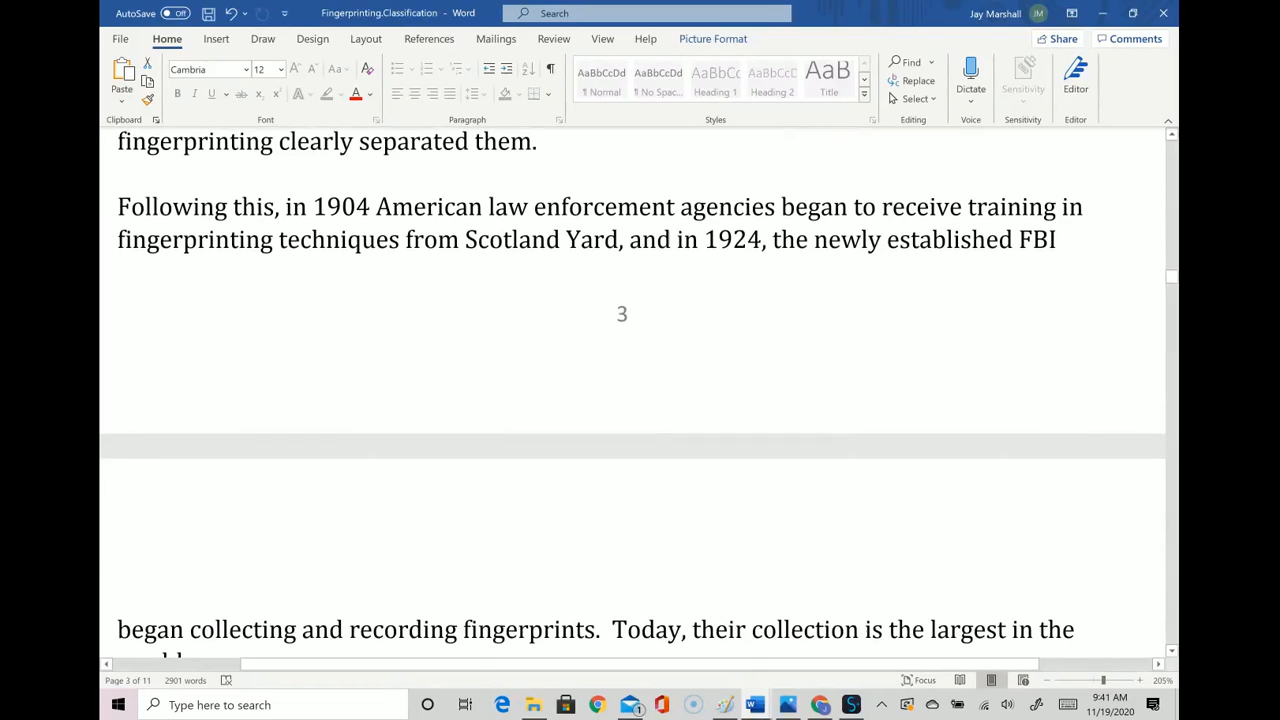 AutoSave Off
Fingerprinting.Classification - Word
Search
Jay Marshall JM
File Home Insert Draw Design Layout References Mailings Review View Help Picture Format Share Comments
Paste
Clipboard
Cambria 12
Font
Paragraph
AaBbCcDd AaBbCcDd AaBbCc AaBbCcD AaB
¶ Normal ¶ No Spac... Heading 1 Heading 2 Title
Styles
Find
Replace
Select
Editing
Dictate
Voice
Sensitivity
Sensitivity
Editor
Editor
fingerprinting clearly separated them.
Following this, in 1904 American law enforcement agencies began to receive training in
fingerprinting techniques from Scotland Yard, and in 1924, the newly established FBI
3
began collecting and recording fingerprints. Today, their collection is the largest in the
Page 3 of 11 2901 words Focus 205%
Type here to search
9:41 AM
11/19/2020